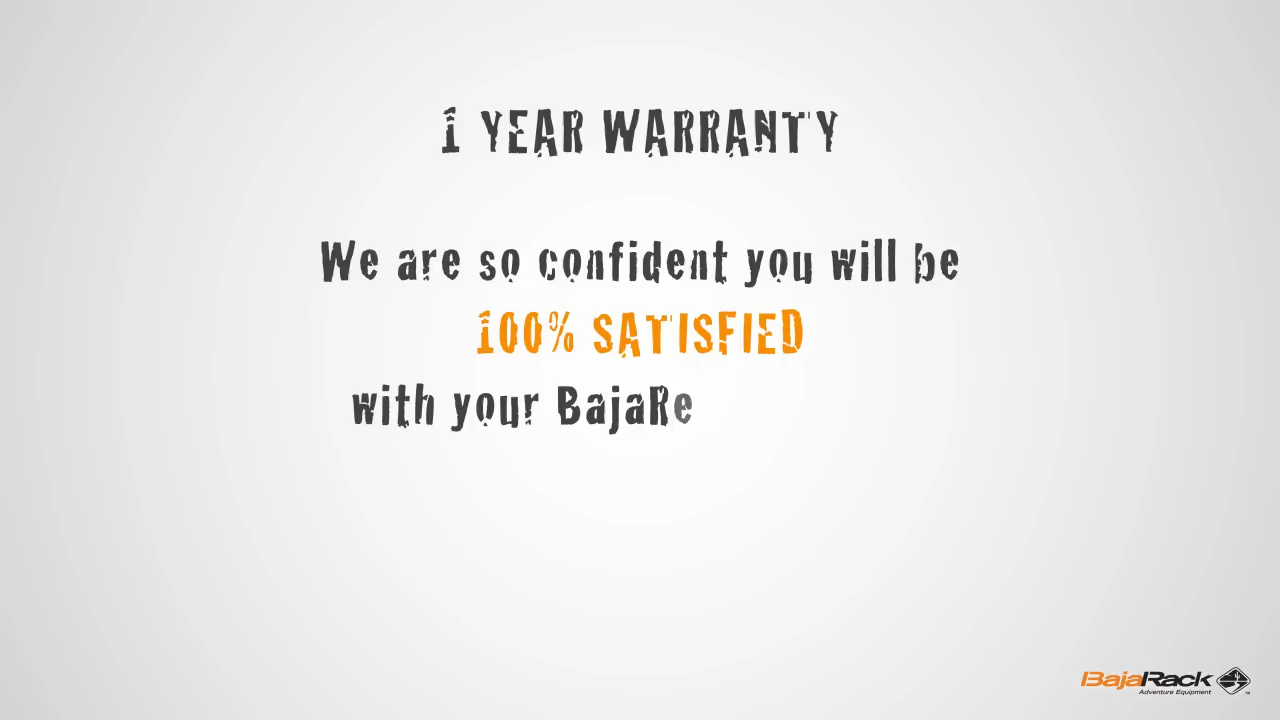 1 YEAR WARRANTY
We are so confident you will be
100% SATISFIED
with your BajaRe
BajaRack
Adventure Equipment